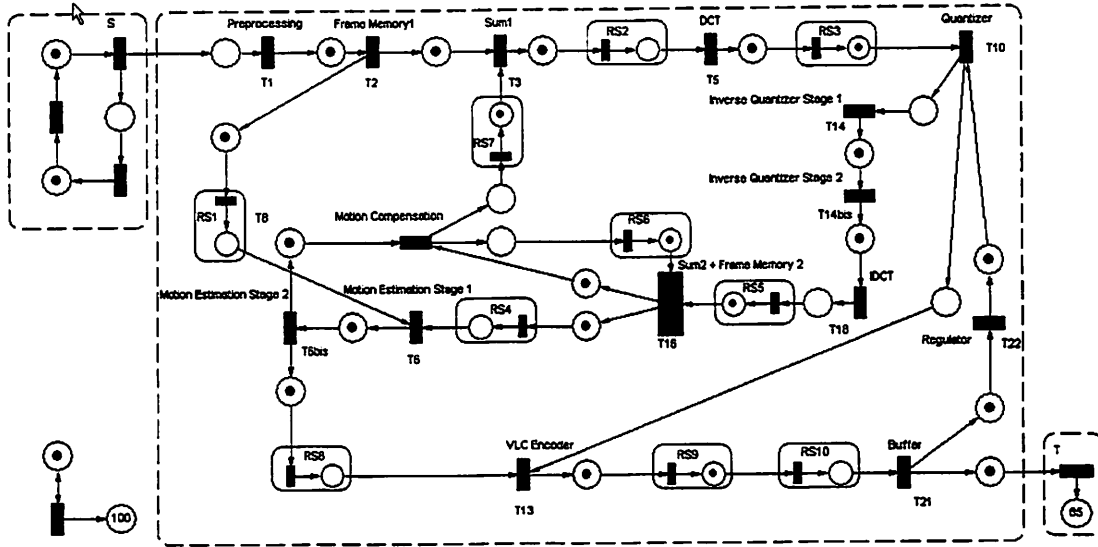 S
Preprocessing
Frame Memory1
Sum1
RS2
DCT
RS3
Quantizer
T1
T2
T3
T5
T10
Inverse Quantizer Stage 1
T14
RS7
Inverse Quantizer Stage 2
T14bis
RS1
T8
Motion Compensation
RS6
IDCT
Sum2 + Frame Memory 2
Motion Estimation Stage 2
Motion Estimation Stage 1
RS4
RS5
T18
T6bis
T6
T16
Regulator
T22
RS8
VLC Encoder
RS9
RS10
Buffer
T
T13
T21
100
65